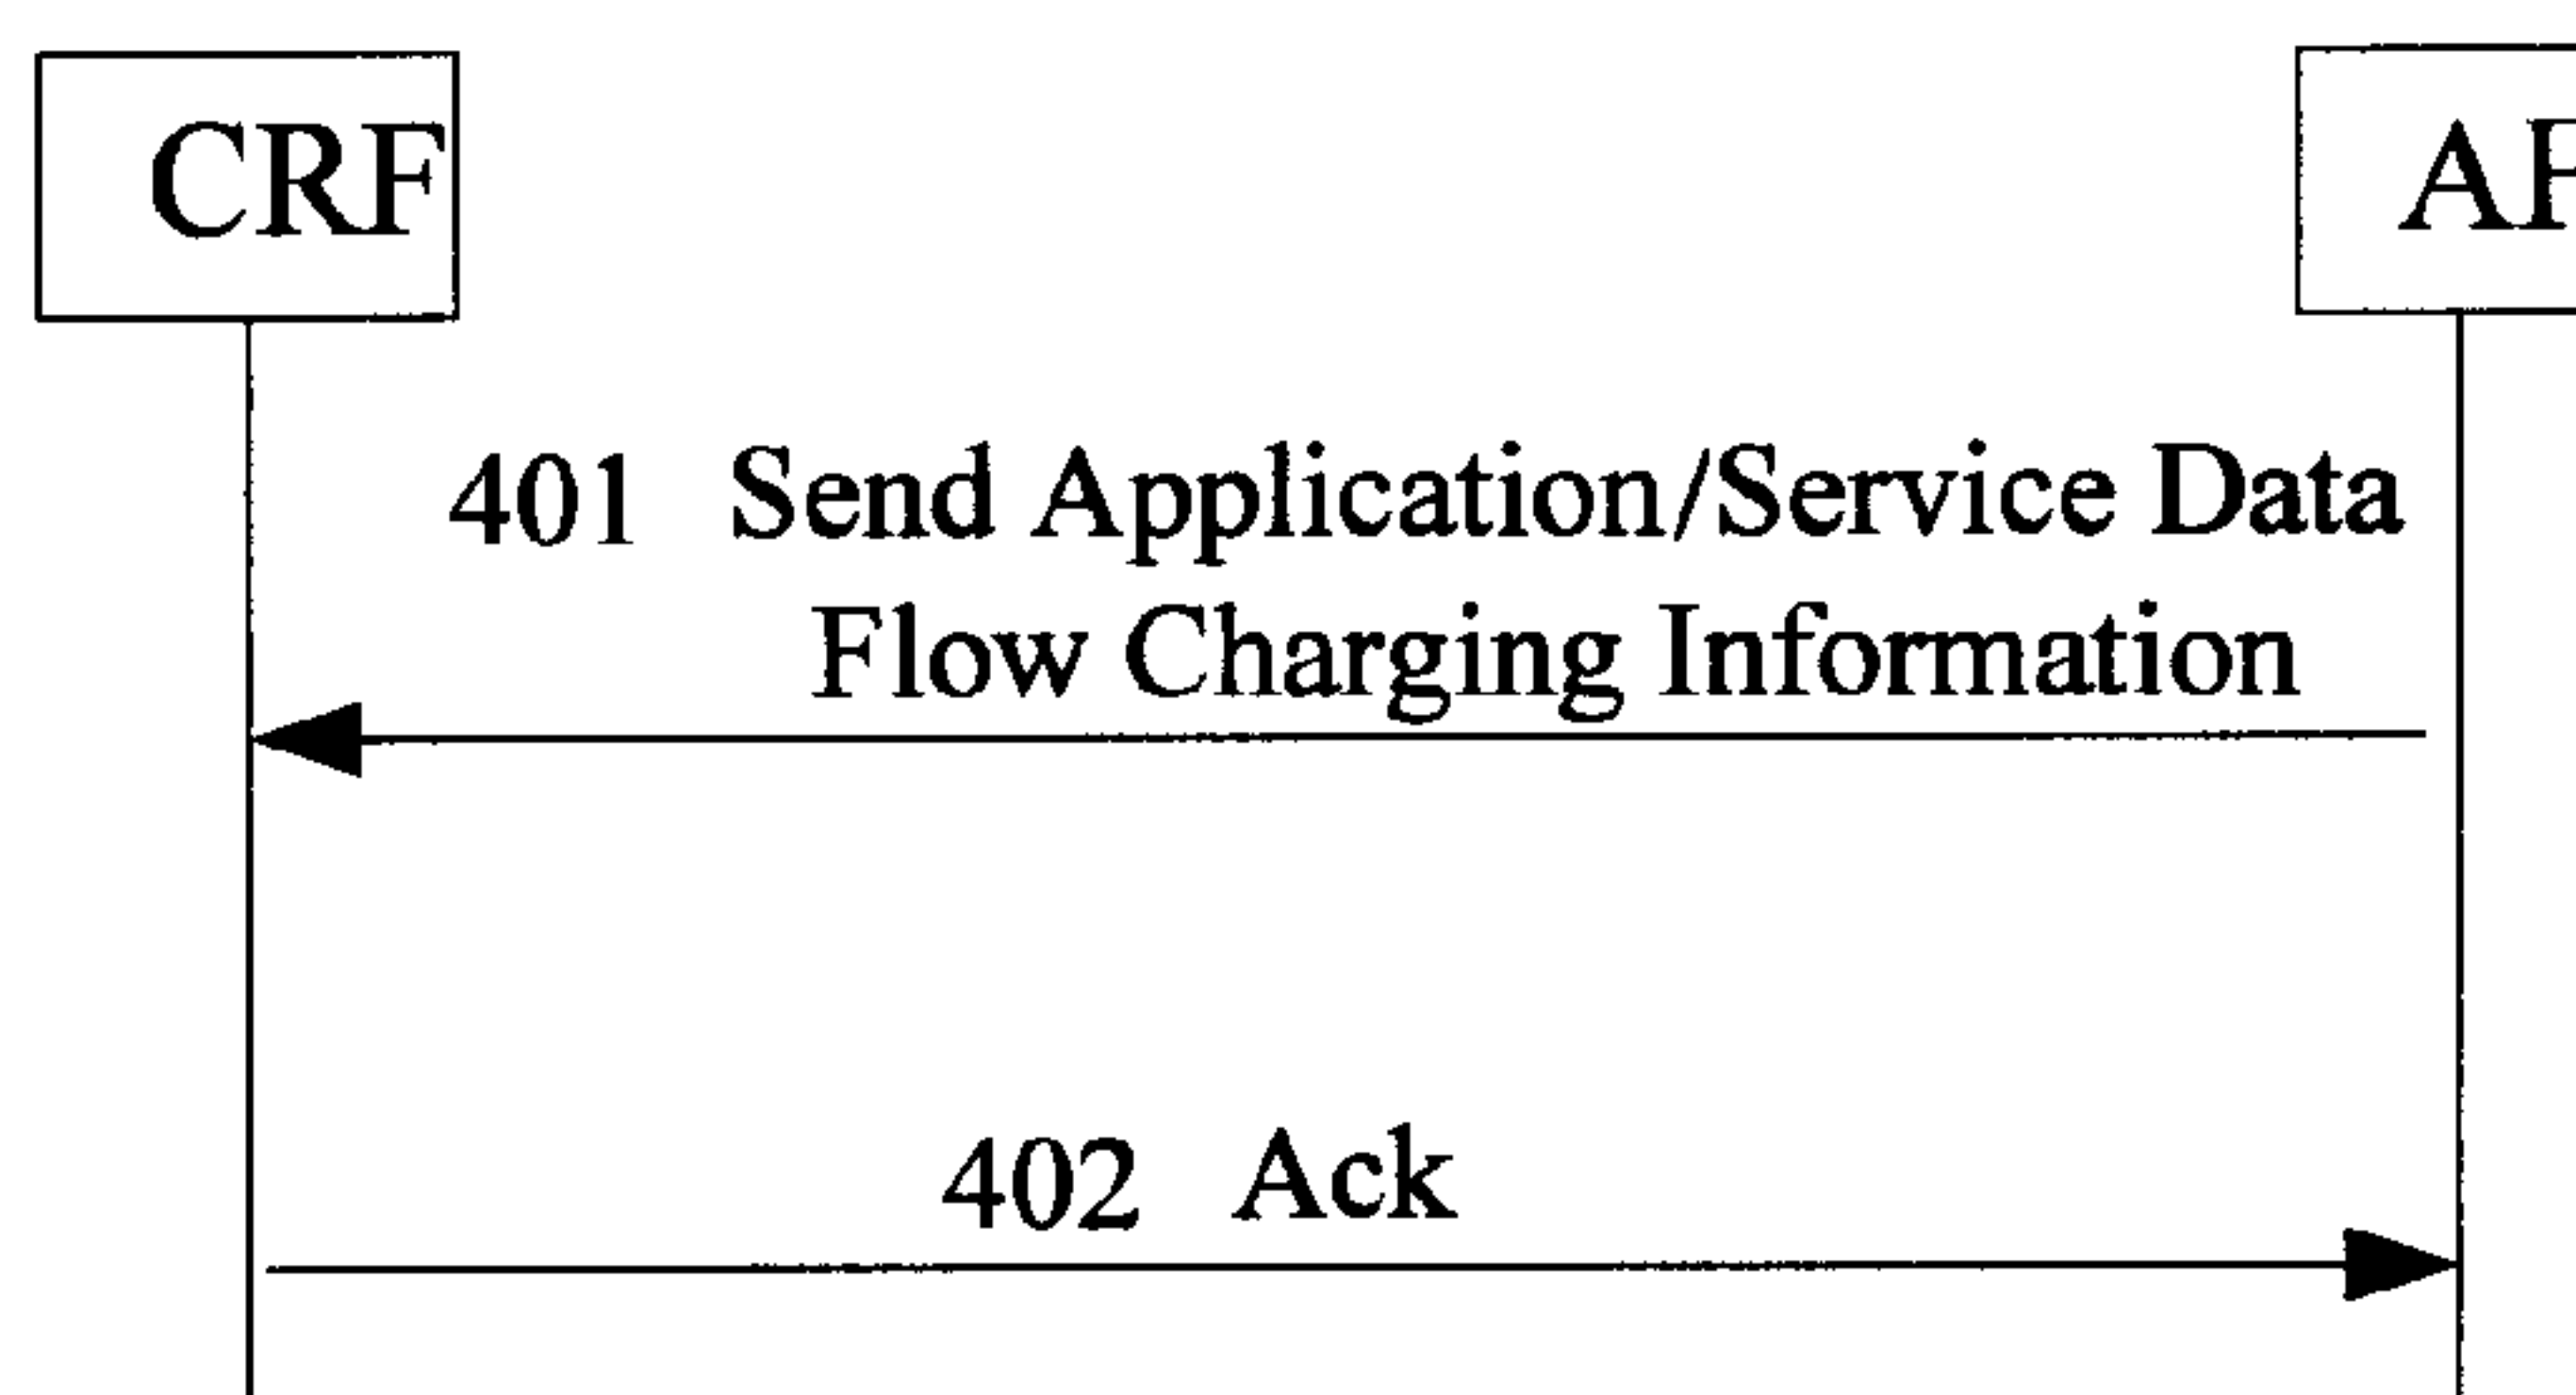 CRF
AF
401 Send Application/Service Data
Flow Charging Information
402 Ack